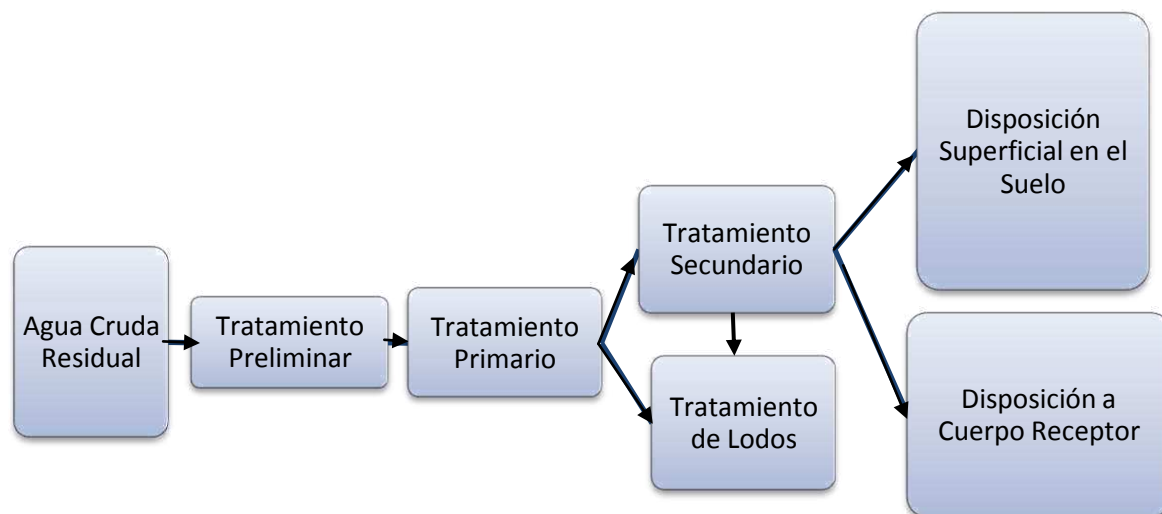 Agua Cruda
Residual
Tratamiento
Preliminar
Tratamiento
Primario
Tratamiento
Secundario
Tratamiento
de Lodos
Disposición
Superficial en el
Suelo
Disposición a
Cuerpo Receptor